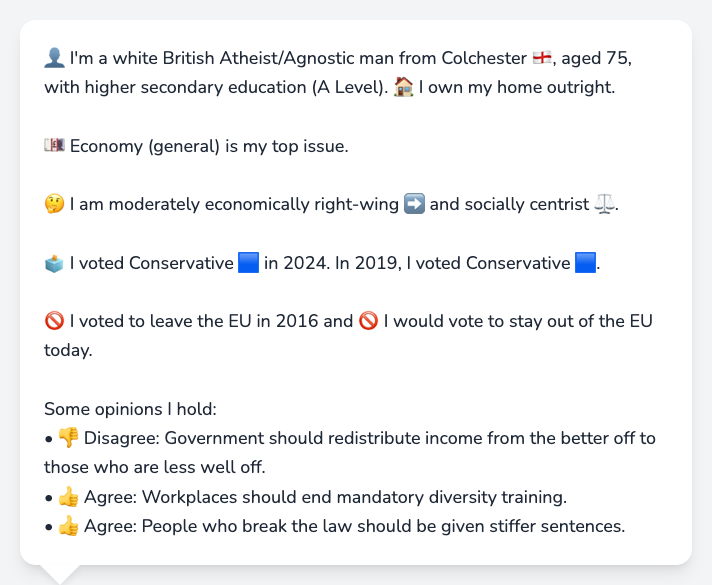 👤 I'm a white British Atheist/Agnostic man from Colchester 🏴󠁧󠁢󠁥󠁮󠁧󠁿, aged 75,
with higher secondary education (A Level). 🏠 I own my home outright.
💷 Economy (general) is my top issue.
🤔 I am moderately economically right-wing ➡️ and socially centrist ⚖️.
🗳️ I voted Conservative 🟦 in 2024. In 2019, I voted Conservative 🟦.
🚫 I voted to leave the EU in 2016 and 🚫 I would vote to stay out of the EU
today.
Some opinions I hold:
• 👎 Disagree: Government should redistribute income from the better off to
those who are less well off.
• 👍 Agree: Workplaces should end mandatory diversity training.
• 👍 Agree: People who break the law should be given stiffer sentences.